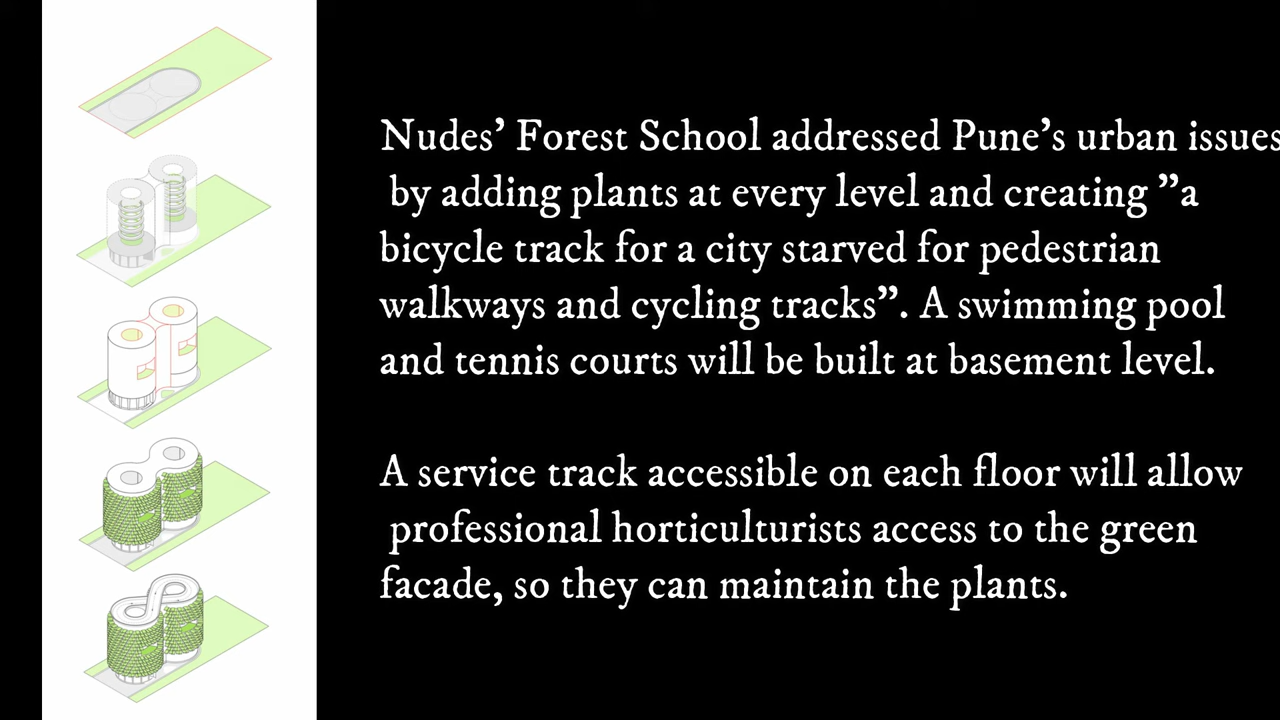 Nudes’ Forest School addressed Pune’s urban issues
by adding plants at every level and creating ”a
bicycle track for a city starved for pedestrian
walkways and cycling tracks”. A swimming pool
and tennis courts will be built at basement level.
A service track accessible on each floor will allow
professional horticulturists access to the green
facade, so they can maintain the plants.